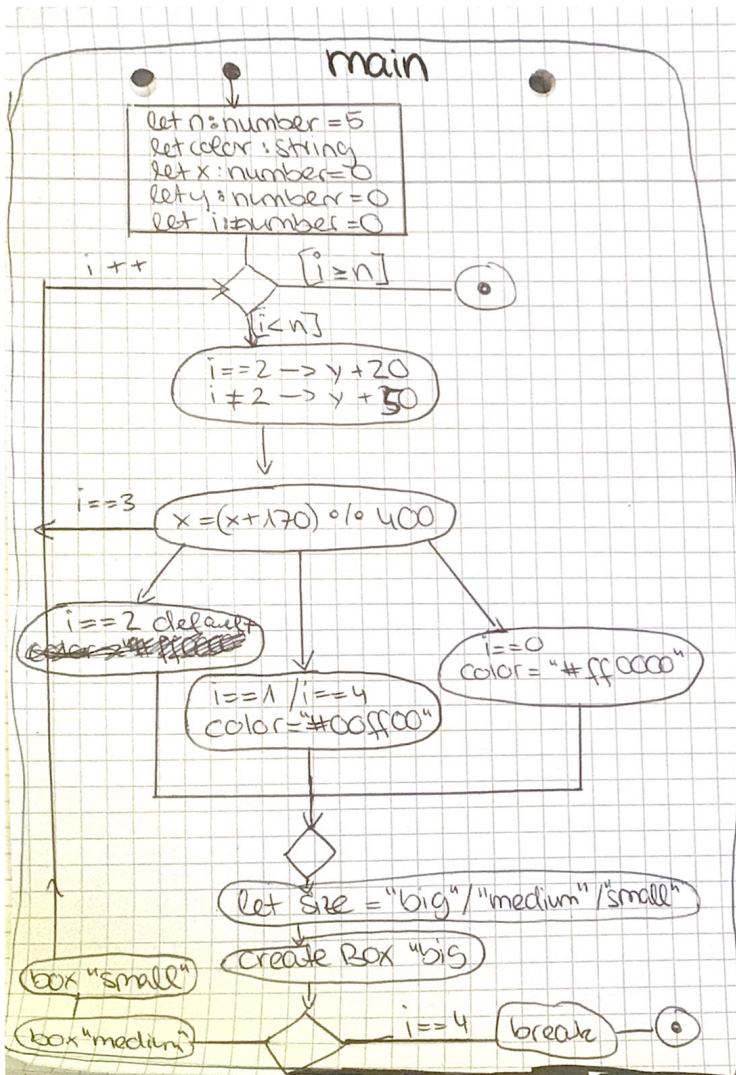 main
let n:number=5
let color:string
let x:number=0
let y:number=0
let i:number=0
i++
[i≥n]
[i<n]
i==2 -> y+20
i≠2 -> y+50
i==3
x=(x+170)%400
i==2 default
i==0
color="#ff0000"
i==1/i==4
color="#00ff00"
let size="big"/"medium"/"small"
create Box "big
box "small"
i==4
break
box "medium"